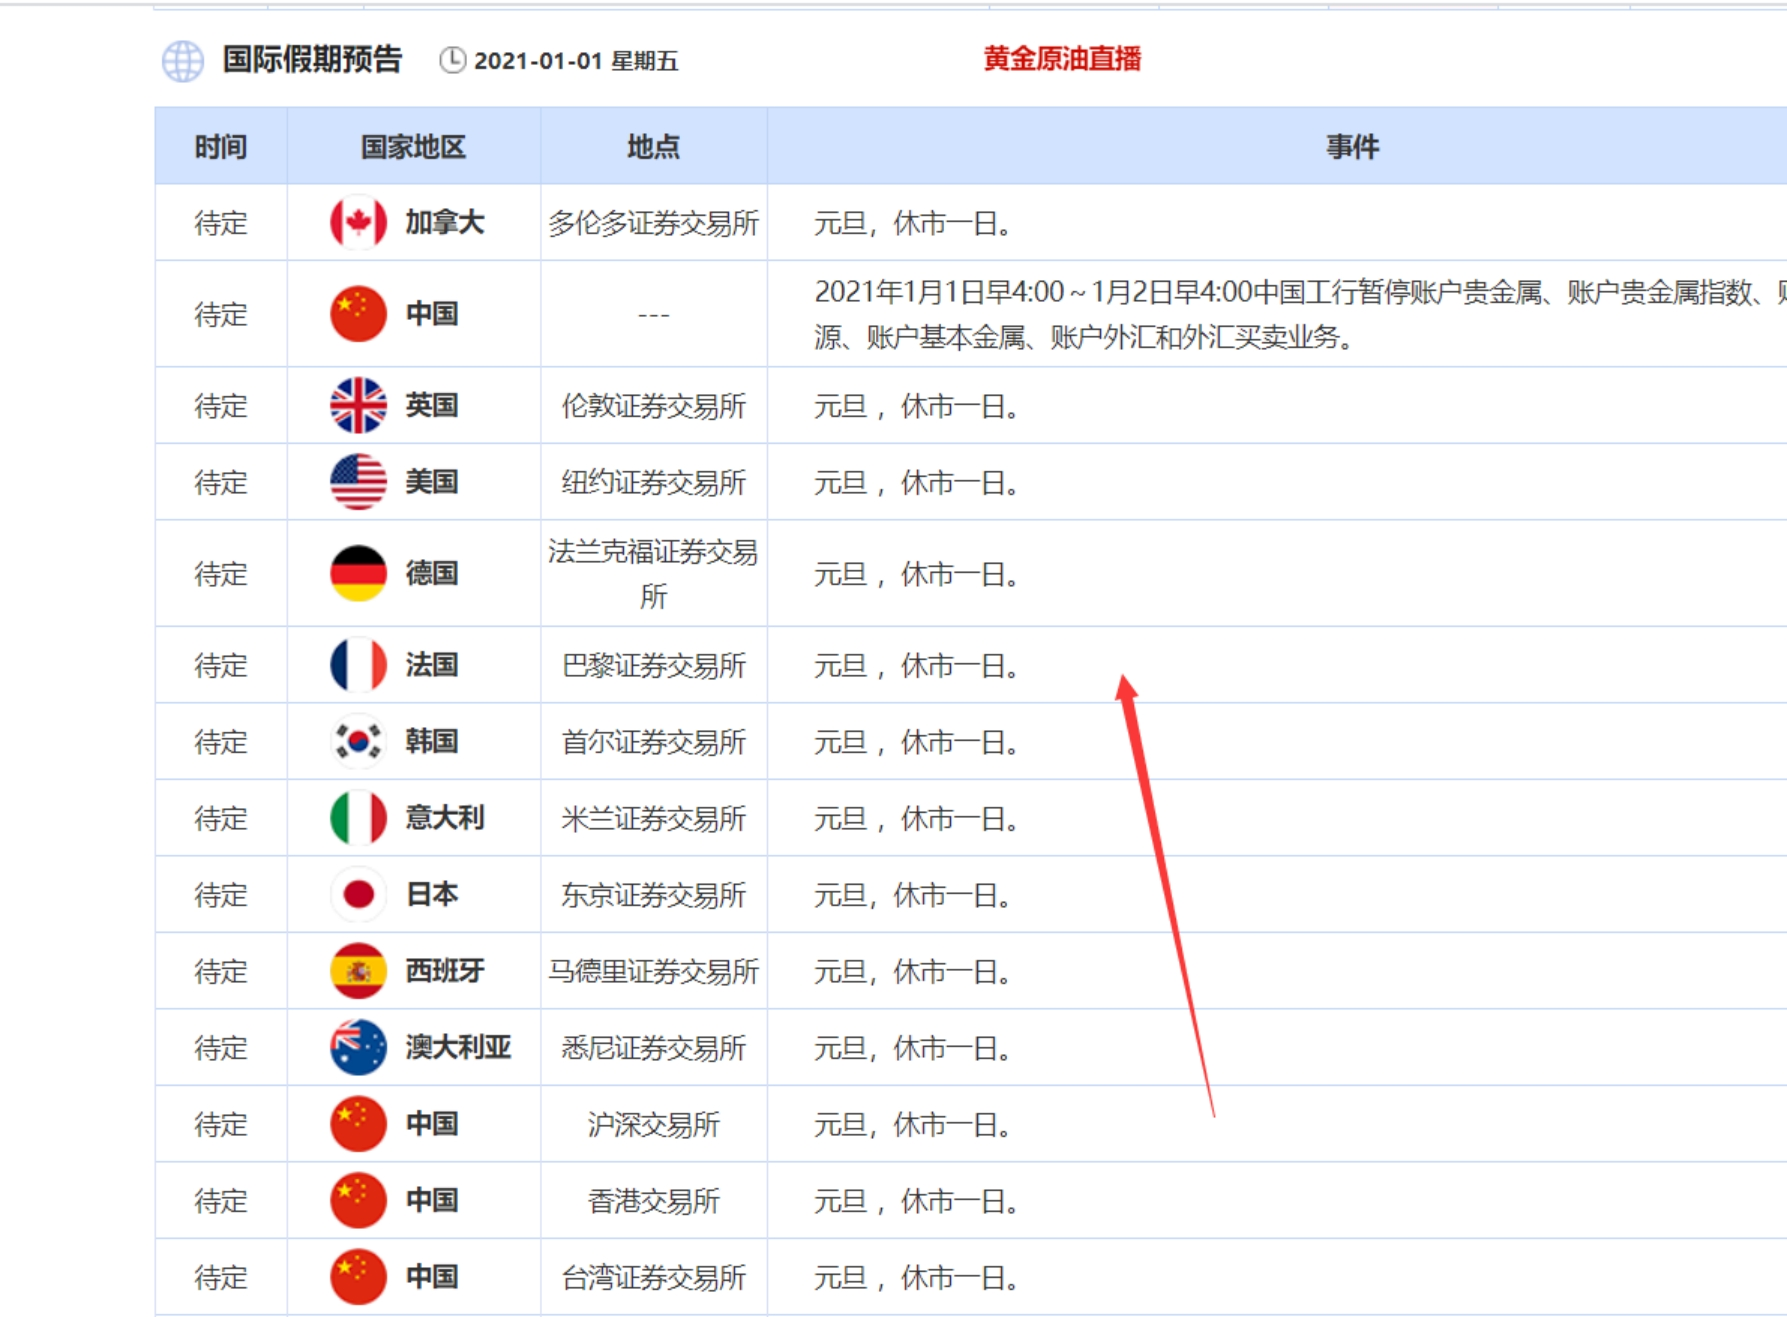 国际假期预告 2021-01-01 星期五 黄金原油直播
时间 国家地区 地点 事件
待定 加拿大 多伦多证券交易所 元旦，休市一日。
待定 中国 --- 2021年1月1日早4:00～1月2日早4:00中国工行暂停账户贵金属、账户贵金属指数、
源、账户基本金属、账户外汇和外汇买卖业务。
待定 英国 伦敦证券交易所 元旦 ，休市一日。
待定 美国 纽约证券交易所 元旦 ，休市一日。
待定 德国 法兰克福证券交易
所 元旦 ，休市一日。
待定 法国 巴黎证券交易所 元旦 ，休市一日。
待定 韩国 首尔证券交易所 元旦 ，休市一日。
待定 意大利 米兰证券交易所 元旦 ，休市一日。
待定 日本 东京证券交易所 元旦，休市一日。
待定 西班牙 马德里证券交易所 元旦，休市一日。
待定 澳大利亚 悉尼证券交易所 元旦，休市一日。
待定 中国 沪深交易所 元旦，休市一日。
待定 中国 香港交易所 元旦 ，休市一日。
待定 中国 台湾证券交易所 元旦 ，休市一日。